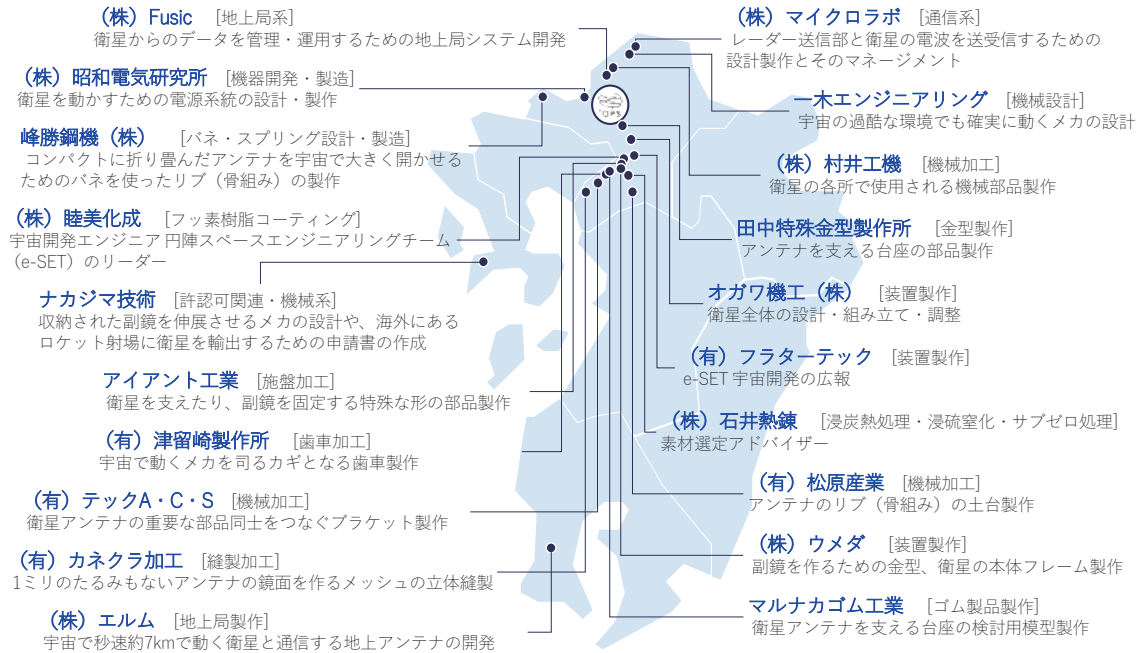 (株) Fusic [地上局系]
衛星からのデータを管理・運用するための地上局システム開発
(株) 昭和電気研究所 [機器開発・製造]
衛星を動かすための電源系統の設計・製作
峰勝鋼機 (株) [バネ・スプリング設計・製造]
コンパクトに折り畳んだアンテナを宇宙で大きく開かせる
ためのバネを使ったリブ（骨組み）の製作
(株) 睦美化成 [フッ素樹脂コーティング]
宇宙開発エンジニア 円陣スペースエンジニアリングチーム
（e-SET）のリーダー
ナカジマ技術 [許認可関連・機械系]
収納された副鏡を伸展させるメカの設計や、海外にある
ロケット射場に衛星を輸出するための申請書の作成
アイアント工業 [施盤加工]
衛星を支えたり、副鏡を固定する特殊な形の部品製作
(有) 津留崎製作所 [歯車加工]
宇宙で動くメカを司るカギとなる歯車製作
(有) テックA・C・S [機械加工]
衛星アンテナの重要な部品同士をつなぐブラケット製作
(有) カネクラ加工 [縫製加工]
1ミリのたるみもないアンテナの鏡面を作るメッシュの立体縫製
(株) エルム [地上局製作]
宇宙で秒速約7kmで動く衛星と通信する地上アンテナの開発
(株) マイクロラボ [通信系]
レーダー送信部と衛星の電波を送受信するための
設計製作とそのマネージメント
一木エンジニアリング [機械設計]
宇宙の過酷な環境でも確実に動くメカの設計
(株) 村井工機 [機械加工]
衛星の各所で使用される機械部品製作
田中特殊金型製作所 [金型製作]
アンテナを支える台座の部品製作
オガワ機工 (株) [装置製作]
衛星全体の設計・組み立て・調整
(有) フラターテック [装置製作]
e-SET 宇宙開発の広報
(株) 石井熱錬 [浸炭熱処理・浸硫窒化・サブゼロ処理]
素材選定アドバイザー
(有) 松原産業 [機械加工]
アンテナのリブ（骨組み）の土台製作
(株) ウメダ [装置製作]
副鏡を作るための金型、衛星の本体フレーム製作
マルナカゴム工業 [ゴム製品製作]
衛星アンテナを支える台座の検討用模型製作